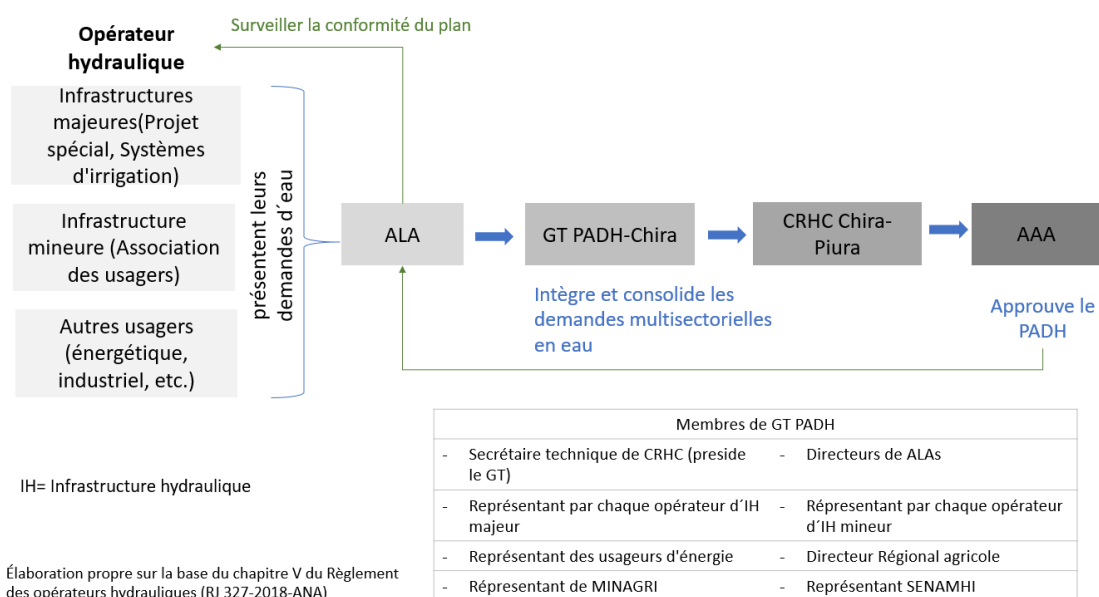 Opérateur
hydraulique
Surveiller la conformité du plan
Infrastructures
majeures(Projet
spécial, Systèmes
d'irrigation)
Infrastructure
mineure (Association
des usagers)
Autres usagers
(énergétique,
industriel, etc.)
présentent leurs
demandes d´eau
ALA
GT PADH-Chira
CRHC Chira-
Piura
AAA
Intègre et consolide les
demandes multisectorielles
en eau
Approuve le
PADH
IH= Infrastructure hydraulique
Membres de GT PADH
- Secrétaire technique de CRHC (preside
le GT)
- Directeurs de ALAs
- Représentant par chaque opérateur d´IH
majeur
- Réprésentant par chaque opérateur
d´IH mineur
- Représentant des usageurs d'énergie
- Directeur Régional agricole
- Réprésentant de MINAGRI
- Représentant SENAMHI
Élaboration propre sur la base du chapitre V du Règlement
des opérateurs hydrauliques (RJ 327-2018-ANA)